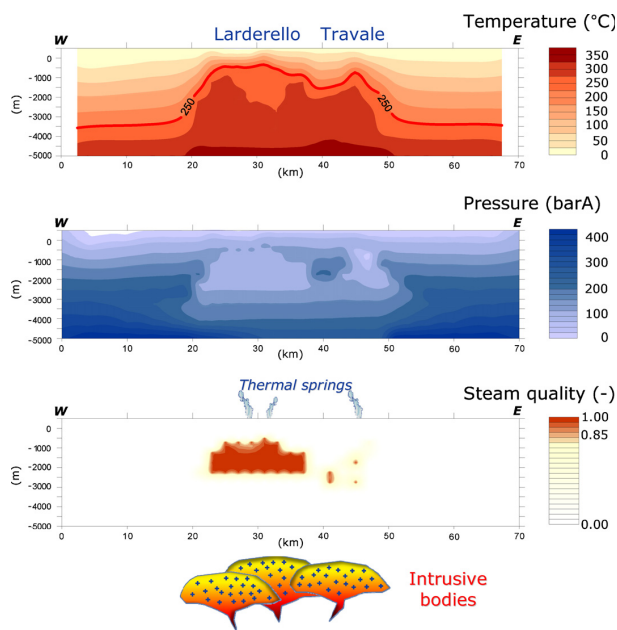 Larderello Travale
Temperature (°C)
W
E
0
-1000
-2000
-3000
-4000
-5000
(m)
250
250
0 10 20 30 40 50 60 70
(km)
350
300
250
200
150
100
50
0
Pressure (barA)
W
E
0
-1000
-2000
-3000
-4000
-5000
(m)
0 10 20 30 40 50 60 70
(km)
400
300
200
100
0
Thermal springs
Steam quality (-)
W
E
0
-1000
-2000
-3000
-4000
-5000
(m)
0 10 20 30 40 50 60 70
(km)
1.00
0.85
0.00
Intrusive
bodies